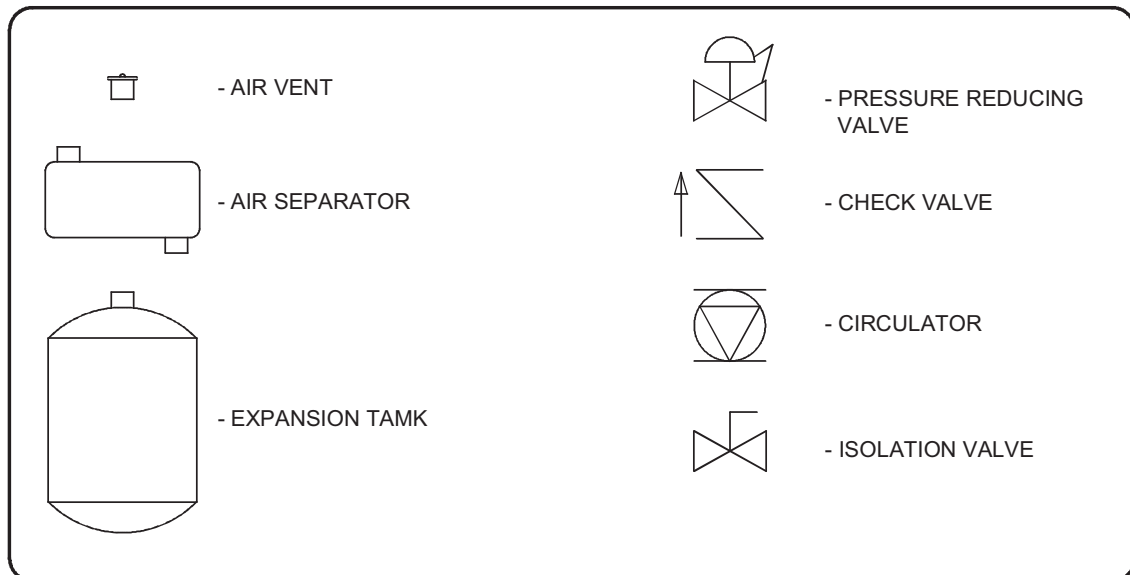 - AIR VENT
- AIR SEPARATOR
- EXPANSION TAMK
- PRESSURE REDUCING
VALVE
- CHECK VALVE
- CIRCULATOR
- ISOLATION VALVE